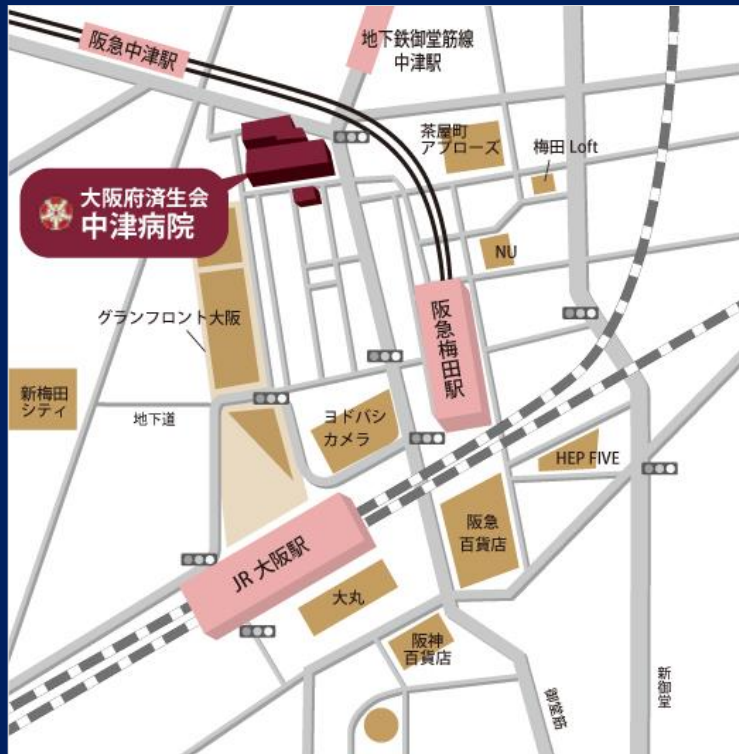 阪急中津駅
地下鉄御堂筋線
中津駅
茶屋町
アプローズ
梅田 Loft
大阪府済生会
中津病院
NU
グランフロント大阪
阪急梅田駅
新梅田
シティ
地下道
ヨドバシ
カメラ
HEP FIVE
阪急
百貨店
JR 大阪駅
大丸
阪神
百貨店
御堂筋
新御堂